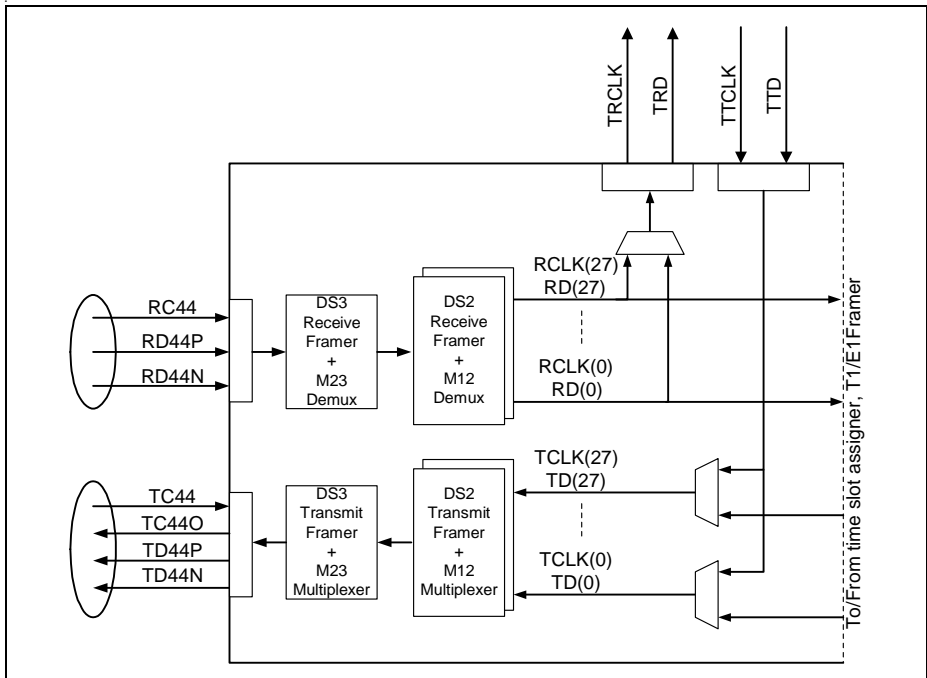 TRCLK
TRD
TTCLK
TTD
RC44
RD44P
RD44N
DS3
Receive
Framer
+
M23
Demux
DS2
Receive
Framer
+
M12
Demux
RCLK(27)
RD(27)
RCLK(0)
RD(0)
TC44
TC44O
TD44P
TD44N
DS3
Transmit
Framer
+
M23
Multiplexer
DS2
Transmit
Framer
+
M12
Multiplexer
TCLK(27)
TD(27)
TCLK(0)
TD(0)
To/From time slot assigner, T1/E1Framer